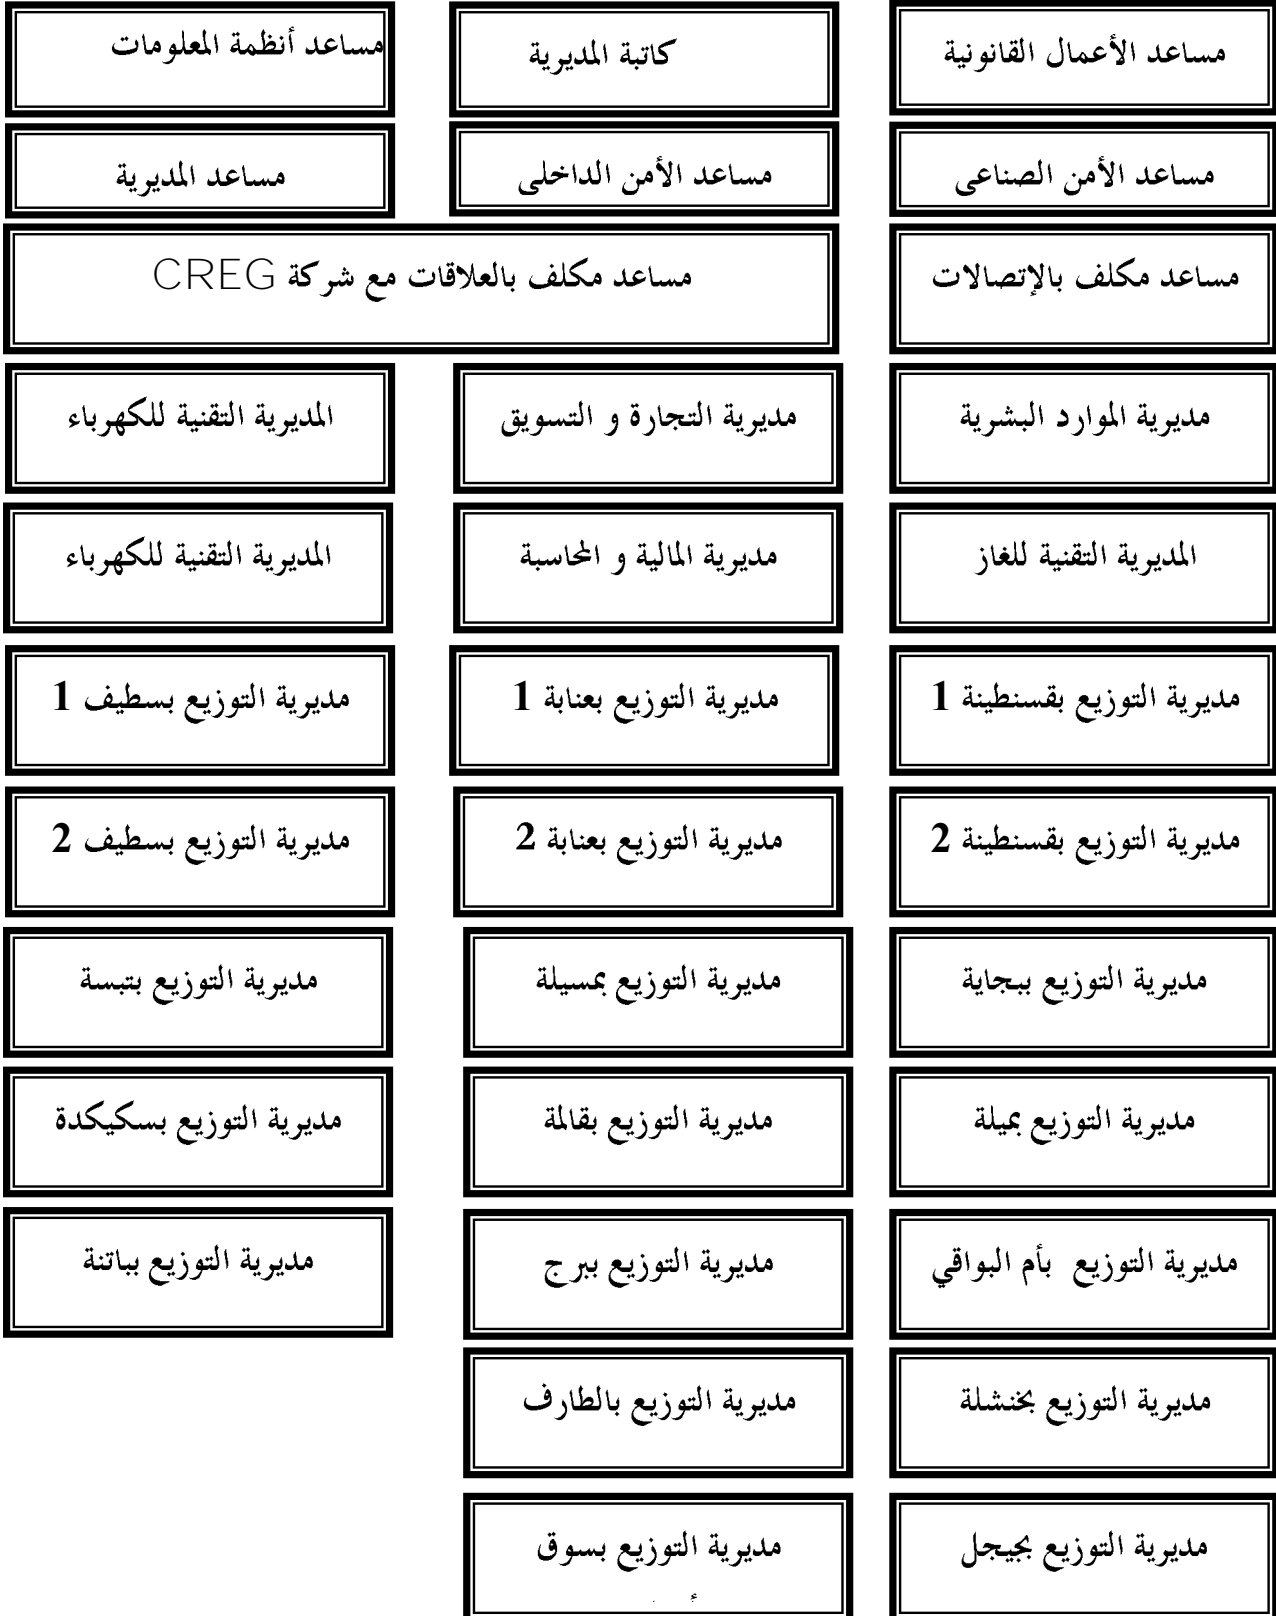 مساعد الأعمال القانونية
كاتبة المديرية
مساعد أنظمة المعلومات
مساعد الأمن الصناعى
مساعد الأمن الداخلى
مساعد المديرية
مساعد مكلف بالإتصالات
مساعد مكلف بالعلاقات مع شركة CREG
مديرية الموارد البشرية
مديرية التجارة و التسويق
المديرية التقنية للكهرباء
المديرية التقنية للغاز
مديرية المالية و المحاسبة
المديرية التقنية للكهرباء
مديرية التوزيع بقسنطينة 1
مديرية التوزيع بعنابة 1
مديرية التوزيع بسطيف 1
مديرية التوزيع بقسنطينة 2
مديرية التوزيع بعنابة 2
مديرية التوزيع بسطيف 2
مديرية التوزيع ببجاية
مديرية التوزيع بمسيلة
مديرية التوزيع بتبسة
مديرية التوزيع بميلة
مديرية التوزيع بقالمة
مديرية التوزيع بسكيكدة
مديرية التوزيع بأم البواقي
مديرية التوزيع ببرج
مديرية التوزيع بباتنة
مديرية التوزيع بخنشلة
مديرية التوزيع بالطارف
مديرية التوزيع بجيجل
مديرية التوزيع بسوق